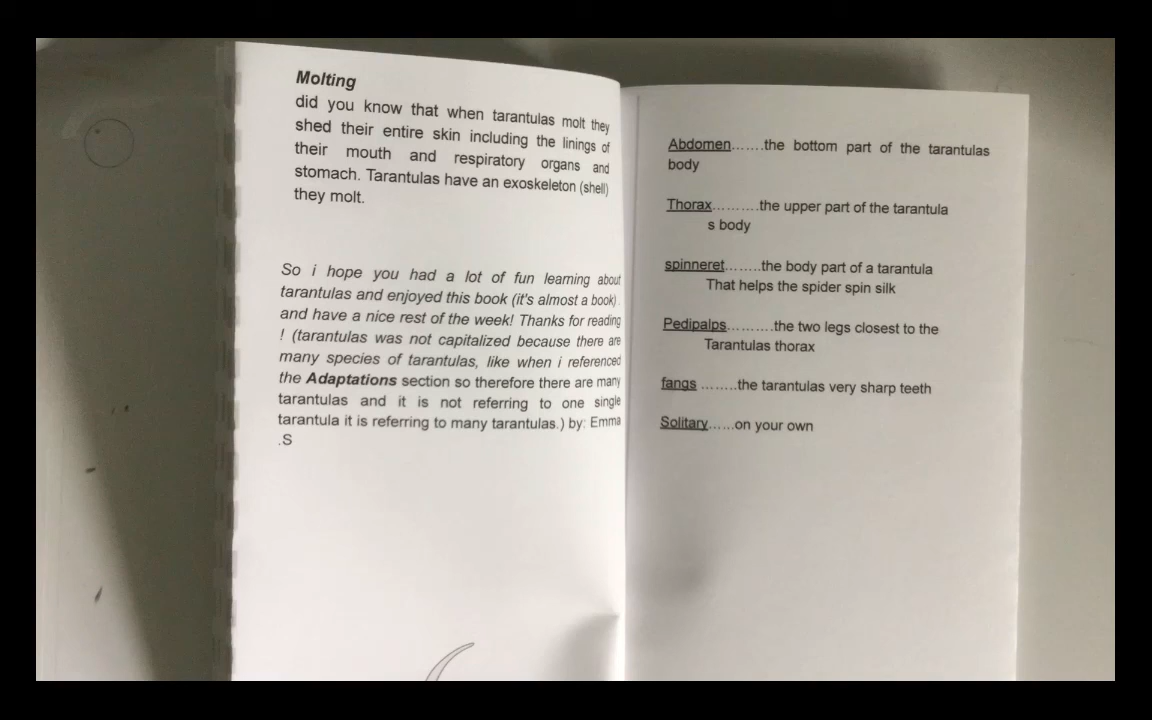 Molting
did you know that when tarantulas molt they
shed their entire skin including the linings of
their mouth and respiratory organs and
stomach. Tarantulas have an exoskeleton (shell)
they molt.
So i hope you had a lot of fun learning about
tarantulas and enjoyed this book (it's almost a book).
and have a nice rest of the week! Thanks for reading
! (tarantulas was not capitalized because there are
many species of tarantulas, like when i referenced
the Adaptations section so therefore there are many
tarantulas and it is not referring to one single
tarantula it is referring to many tarantulas.) by: Emma
.S
Abdomen.......the bottom part of the tarantulas
body
Thorax..........the upper part of the tarantula
s body
spinneret........the body part of a tarantula
That helps the spider spin silk
Pedipalps..........the two legs closest to the
Tarantulas thorax
fangs ........the tarantulas very sharp teeth
Solitary......on your own